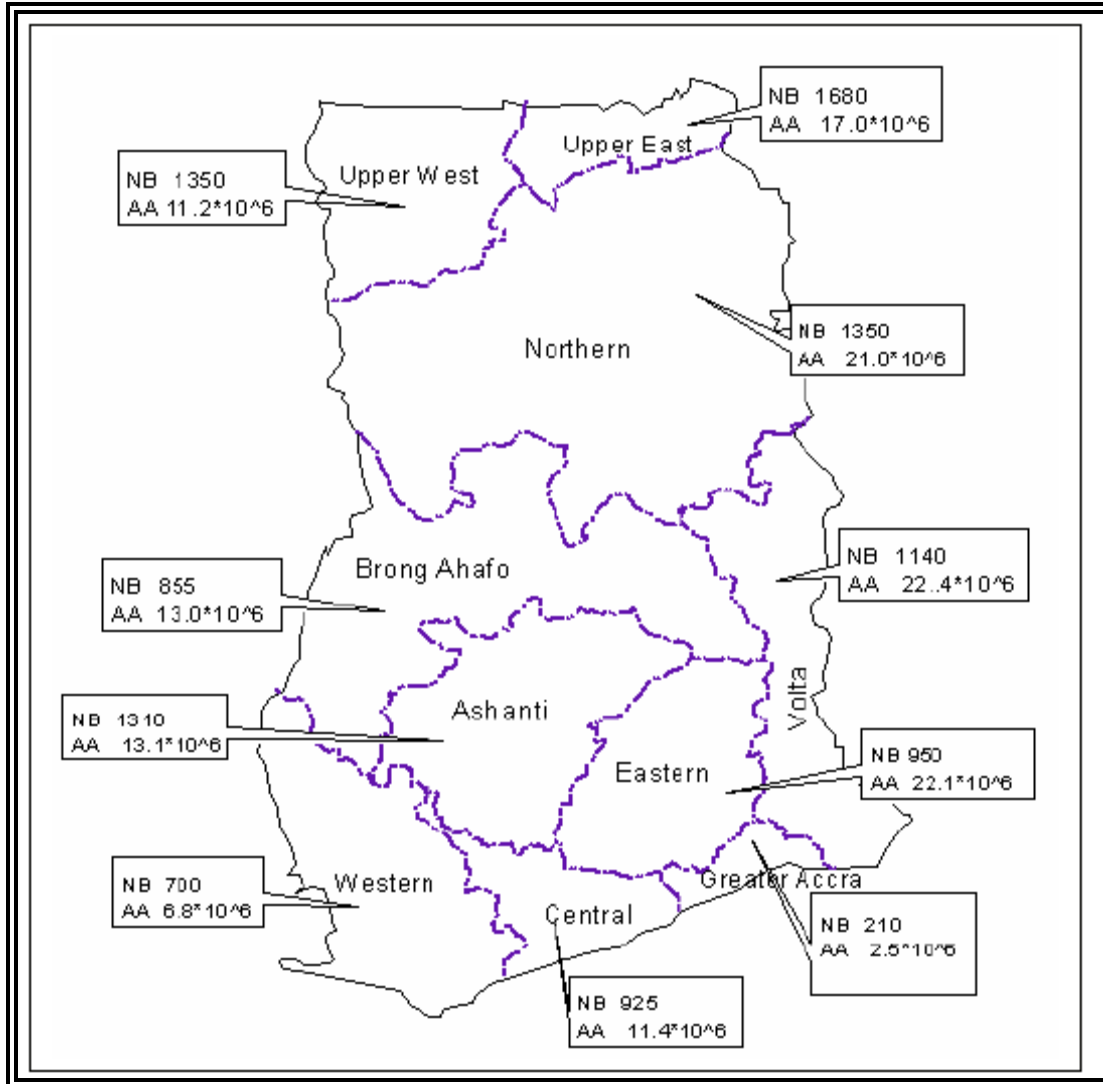 NB 1680
AA 17.0*10^6
Upper East
Upper West
NB 1350
AA 11.2*10^6
NB 1350
AA 21.0*10^6
Northern
NB 1140
AA 22..4*10^6
Brong Ahafo
NB 855
AA 13.0*10^6
Volta
Ashanti
NB 1310
AA 13.1*10^6
Eastern
NB 950
AA 22.1*10^6
Western
NB 700
AA 6.8*10^6
Greater Accra
Central
NB 210
AA 2.5*10^6
NB 925
AA 11.4*10^6